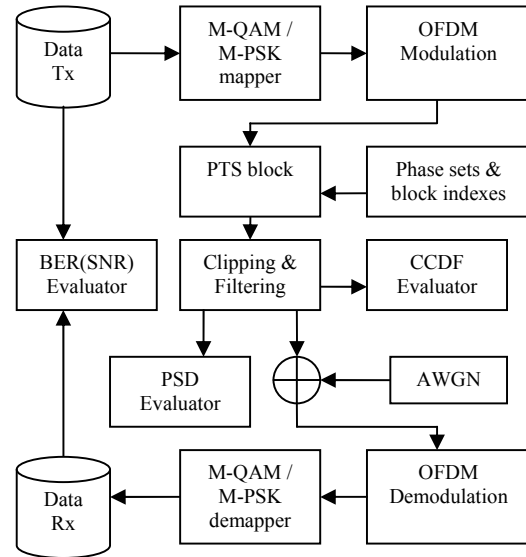 Data
Tx
M-QAM /
M-PSK
mapper
OFDM
Modulation
PTS block
Phase sets &
block indexes
BER(SNR)
Evaluator
Clipping &
Filtering
CCDF
Evaluator
PSD
Evaluator
AWGN
Data
Rx
M-QAM /
M-PSK
demapper
OFDM
Demodulation